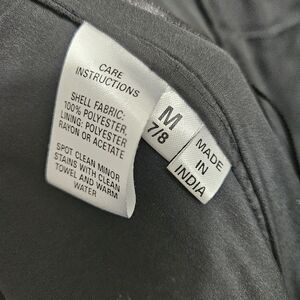 CARE
INSTRUCTIONS
SHELL FABRIC:
100% POLYESTER.
LINING: POLYESTER
RAYON OR ACETATE
SPOT CLEAN MINOR
STAINS WITH CLEAN
TOWEL AND WARM
WATER
M
7/8
MADE
IN
INDIA